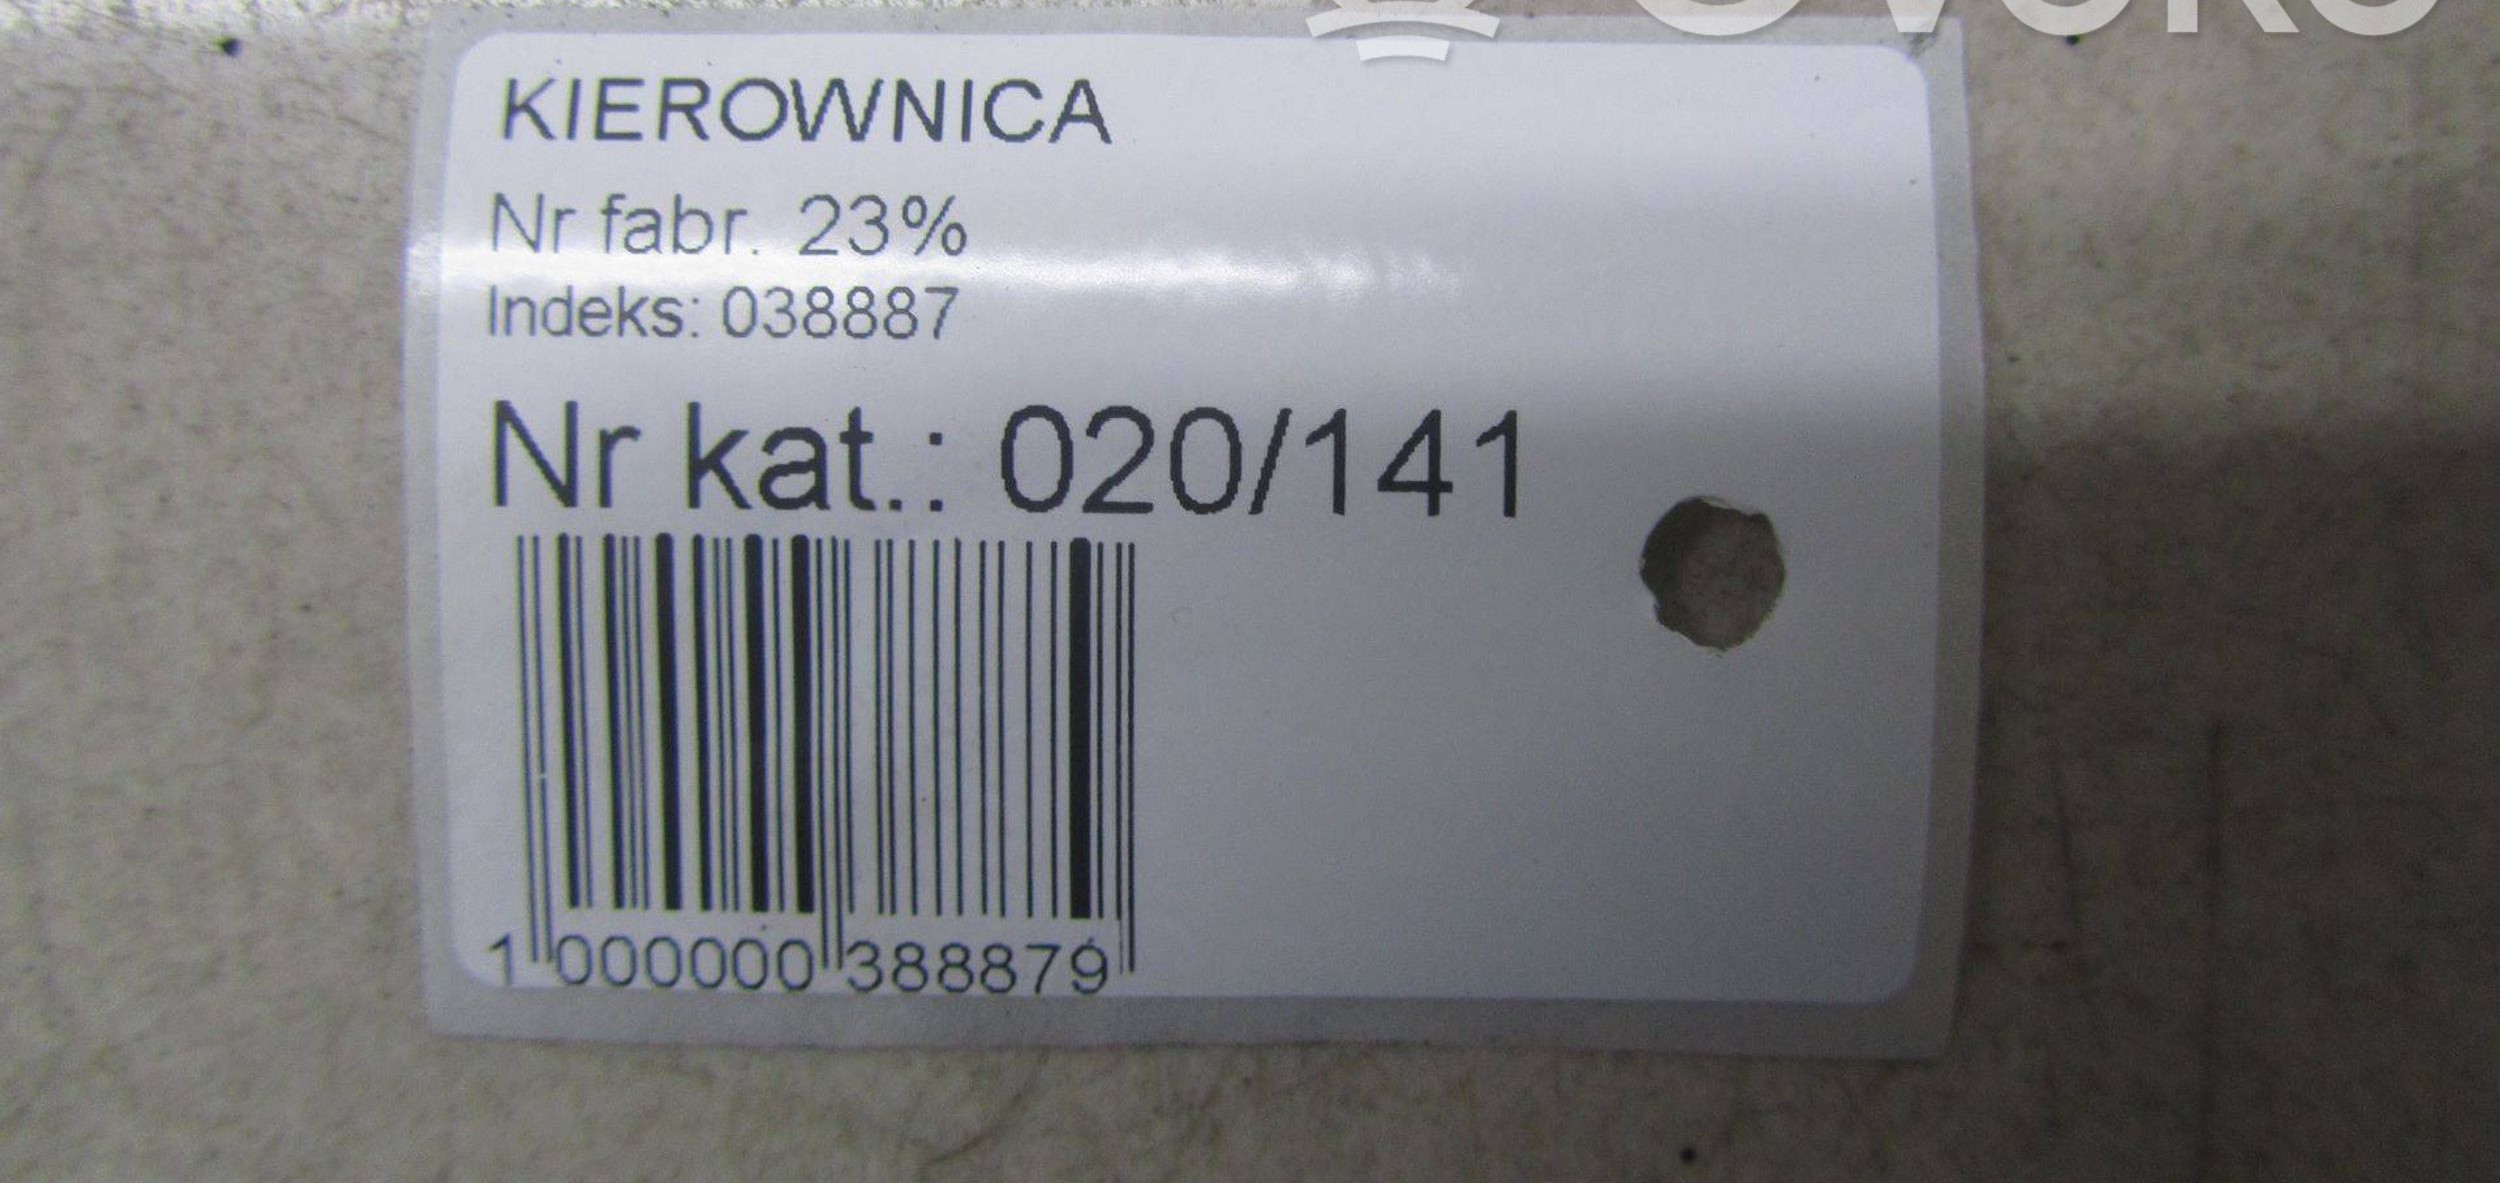 KIEROWNICA
Nr fabr. 23%
Indeks: 038887
Nr kat.: 020/141
1 000000 388879